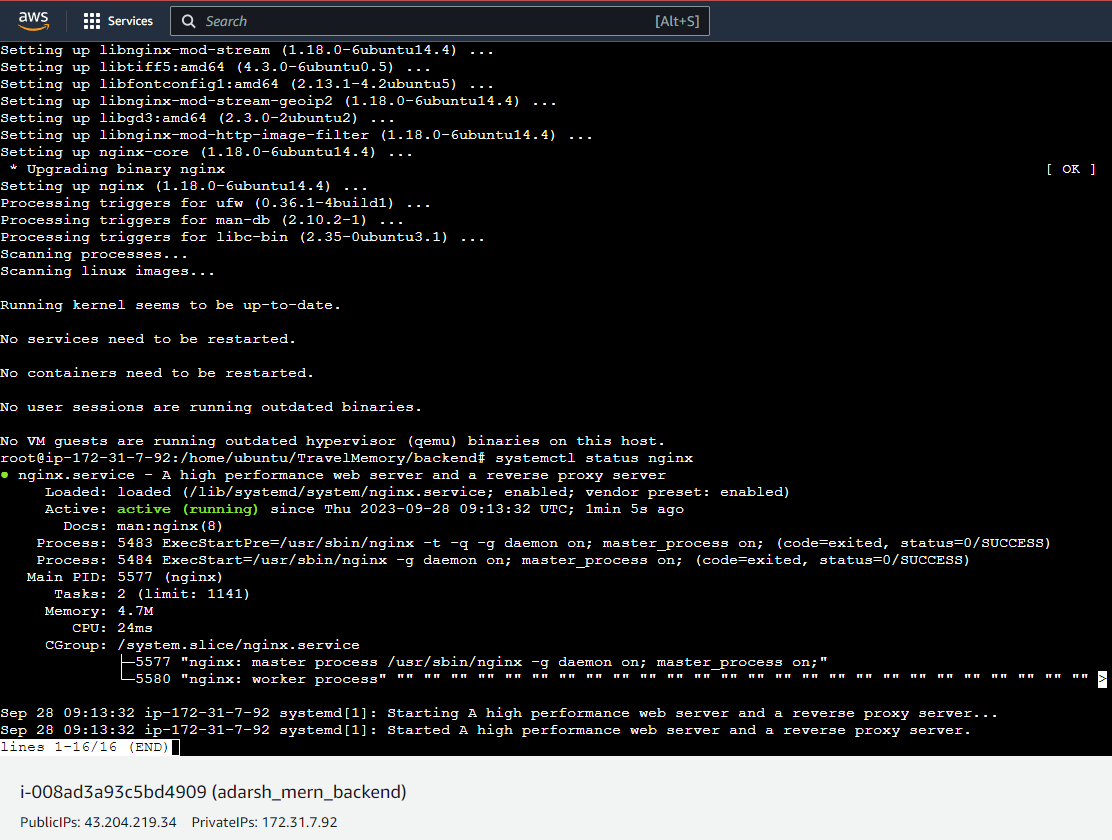 aws
Services
Search
[Alt+S]
Setting up libnginx-mod-stream (1.18.0-6ubuntu14.4) ...
Setting up libtiff5:amd64 (4.3.0-6ubuntu0.5) ...
Setting up libfontconfig1:amd64 (2.13.1-4.2ubuntu5) ...
Setting up libnginx-mod-stream-geoip2 (1.18.0-6ubuntu14.4) ...
Setting up libgd3:amd64 (2.3.0-2ubuntu2) ...
Setting up libnginx-mod-http-image-filter (1.18.0-6ubuntu14.4) ...
Setting up nginx-core (1.18.0-6ubuntu14.4) ...
 * Upgrading binary nginx [ OK ]
Setting up nginx (1.18.0-6ubuntu14.4) ...
Processing triggers for ufw (0.36.1-4build1) ...
Processing triggers for man-db (2.10.2-1) ...
Processing triggers for libc-bin (2.35-0ubuntu3.1) ...
Scanning processes...
Scanning linux images...
Running kernel seems to be up-to-date.
No services need to be restarted.
No containers need to be restarted.
No user sessions are running outdated binaries.
No VM guests are running outdated hypervisor (qemu) binaries on this host.
root@ip-172-31-7-92:/home/ubuntu/TravelMemory/backend# systemctl status nginx
● nginx.service - A high performance web server and a reverse proxy server
Loaded: loaded (/lib/systemd/system/nginx.service; enabled; vendor preset: enabled)
Active: active (running) since Thu 2023-09-28 09:13:32 UTC; 1min 5s ago
Docs: man:nginx(8)
Process: 5483 ExecStartPre=/usr/sbin/nginx -t -q -g daemon on; master_process on; (code=exited, status=0/SUCCESS)
Process: 5484 ExecStart=/usr/sbin/nginx -g daemon on; master_process on; (code=exited, status=0/SUCCESS)
Main PID: 5577 (nginx)
Tasks: 2 (limit: 1141)
Memory: 4.7M
CPU: 24ms
CGroup: /system.slice/nginx.service
├─5577 "nginx: master process /usr/sbin/nginx -g daemon on; master_process on;"
└─5580 "nginx: worker process" "" "" "" "" "" "" "" "" "" "" "" "" "" "" "" "" "" "" "" "" "" "" "" "" "" "" >
Sep 28 09:13:32 ip-172-31-7-92 systemd[1]: Starting A high performance web server and a reverse proxy server...
Sep 28 09:13:32 ip-172-31-7-92 systemd[1]: Started A high performance web server and a reverse proxy server.
lines 1-16/16 (END)
i-008ad3a93c5bd4909 (adarsh_mern_backend)
PublicIPs: 43.204.219.34 PrivateIPs: 172.31.7.92